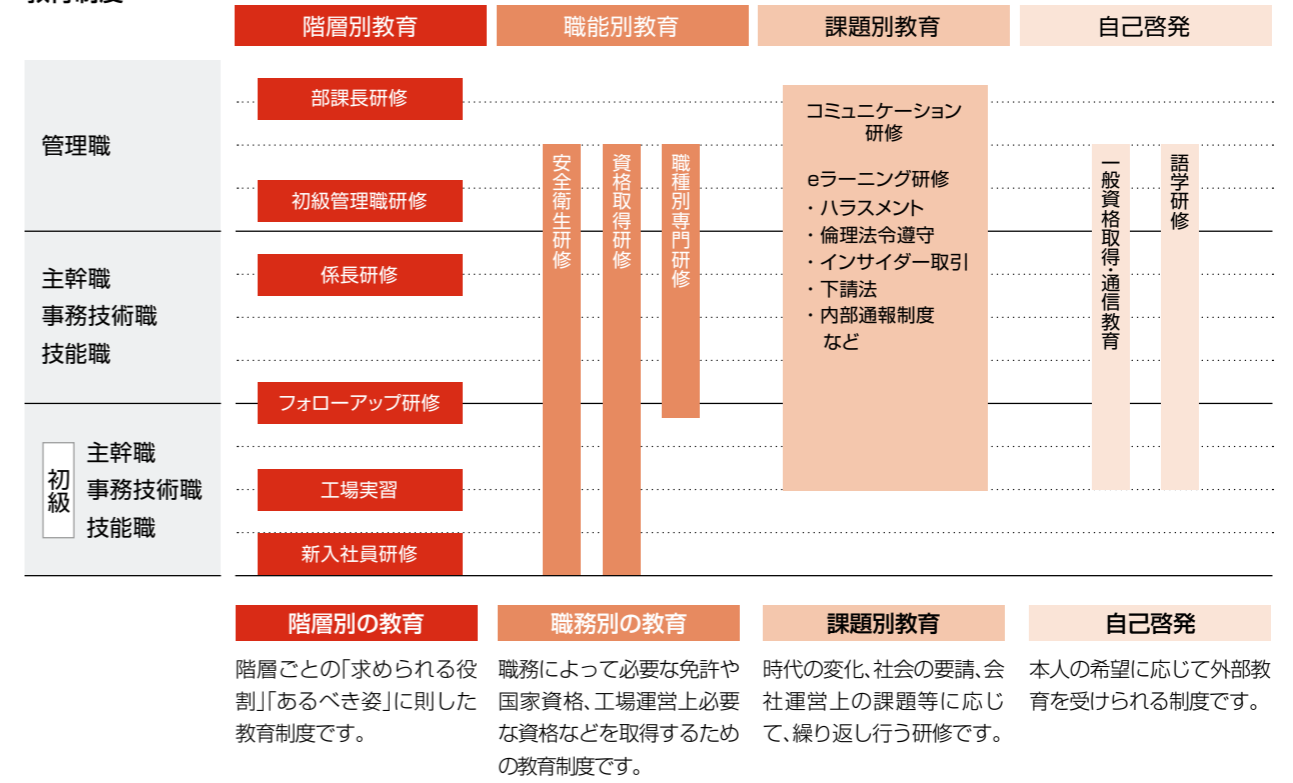 階層別教育
職能別教育
課題別教育
自己啓発
管理職
主幹職
事務技術職
技能職
初級
主幹職
事務技術職
技能職
部課長研修
初級管理職研修
係長研修
フォローアップ研修
工場実習
新入社員研修
安全衛生研修
資格取得研修
職種別専門研修
コミュニケーション
研修
eラーニング研修
・ハラスメント
・倫理法令遵守
・インサイダー取引
・下請法
・内部通報制度
など
一般資格取得・通信教育
語学研修
階層別の教育
階層ごとの「求められる役
割」「あるべき姿」に則した
教育制度です。
職務別の教育
職務によって必要な免許や
国家資格、工場運営上必要
な資格などを取得するため
の教育制度です。
課題別教育
時代の変化、社会の要請、会
社運営上の課題等に応じ
て、繰り返し行う研修です。
自己啓発
本人の希望に応じて外部教
育を受けられる制度です。